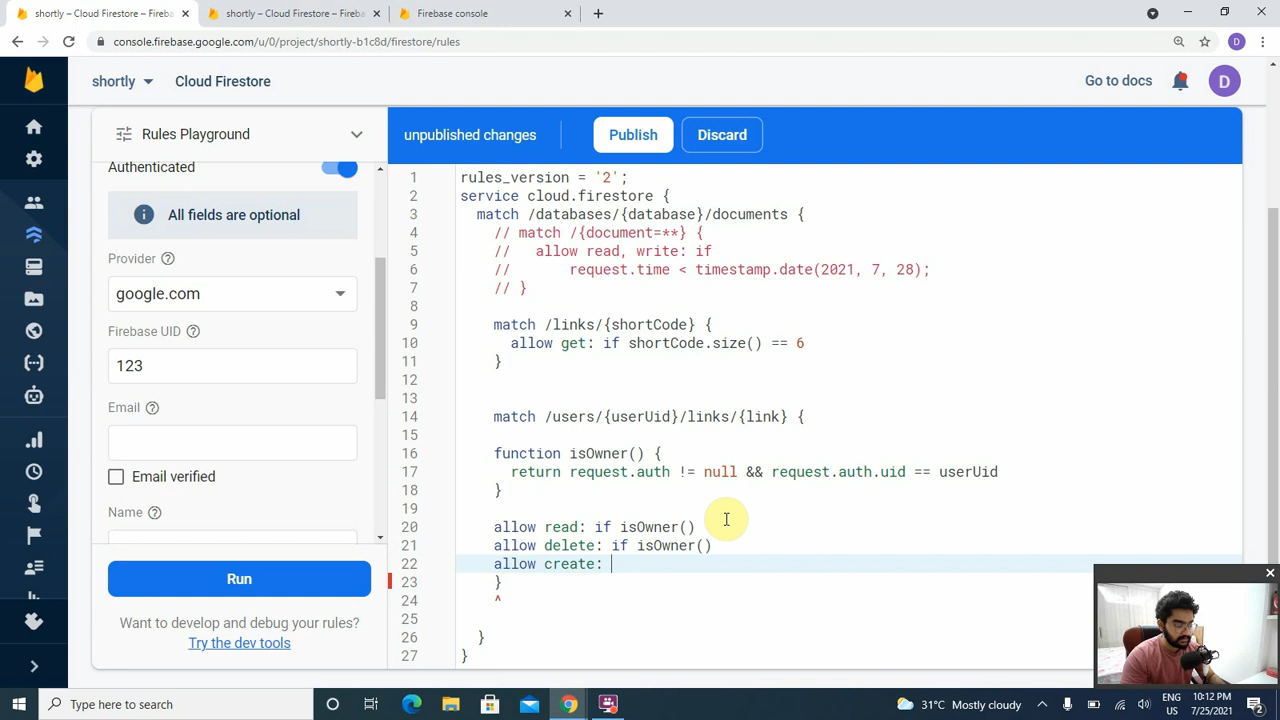 shortly – Cloud Firestore – Fireb
shortly – Cloud Firestore – Fireb
Firebase console
console.firebase.google.com/u/0/project/shortly-b1c8d/firestore/rules
D
shortly
Cloud Firestore
Go to docs
D
Rules Playground
unpublished changes
Publish
Discard
Authenticated
All fields are optional
Provider
google.com
Firebase UID
123
Email
Email verified
Name
Run
Want to develop and debug your rules?
Try the dev tools
1 rules_version = '2';
2 service cloud.firestore {
3 match /databases/{database}/documents {
4 // match /{document=**} {
5 // allow read, write: if
6 // request.time < timestamp.date(2021, 7, 28);
7 // }
8
9 match /links/{shortCode} {
10 allow get: if shortCode.size() == 6
11 }
12
13
14 match /users/{userUid}/links/{link} {
15
16 function isOwner() {
17 return request.auth != null && request.auth.uid == userUid
18 }
19
20 allow read: if isOwner()
21 allow delete: if isOwner()
22 allow create:
23 }
24 ^
25
26 }
27 }
Type here to search
31°C Mostly cloudy
ENG
US
10:12 PM
7/25/2021
2